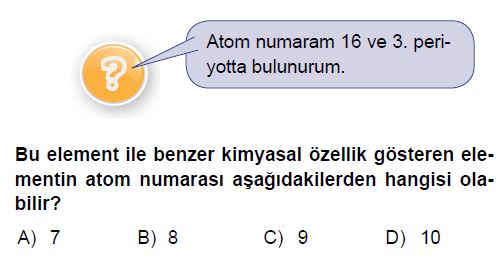 ?
Atom numaram 16 ve 3. peri-
yotta bulunurum.
Bu element ile benzer kimyasal özellik gösteren ele-
mentin atom numarası aşağıdakilerden hangisi ola-
bilir?
A) 7 B) 8 C) 9 D) 10